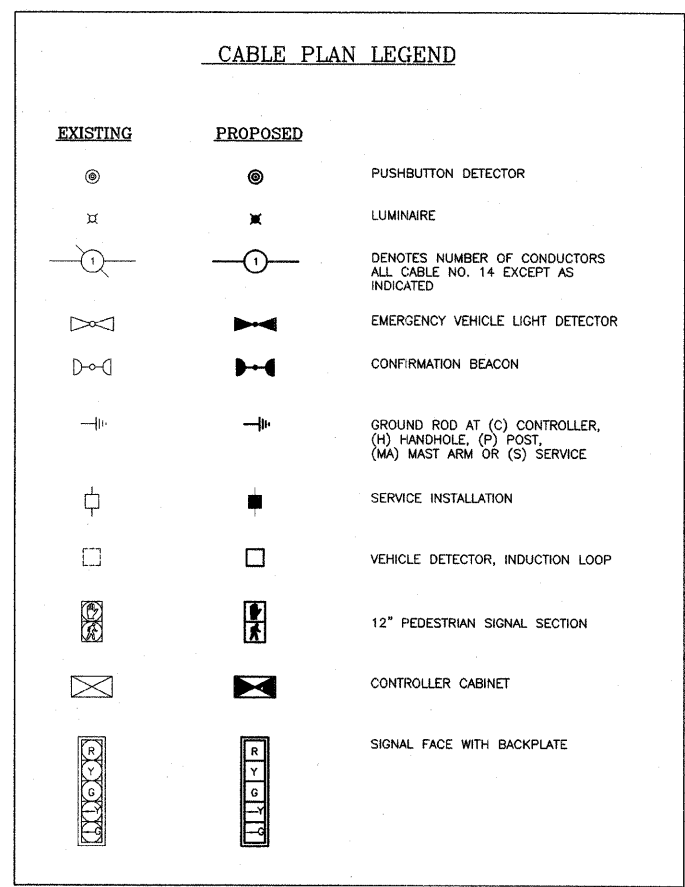 CABLE PLAN LEGEND
EXISTING PROPOSED
PUSHBUTTON DETECTOR
LUMINAIRE
1 1 DENOTES NUMBER OF CONDUCTORS
ALL CABLE NO. 14 EXCEPT AS
INDICATED
EMERGENCY VEHICLE LIGHT DETECTOR
CONFIRMATION BEACON
GROUND ROD AT (C) CONTROLLER,
(H) HANDHOLE, (P) POST,
(MA) MAST ARM OR (S) SERVICE
SERVICE INSTALLATION
VEHICLE DETECTOR, INDUCTION LOOP
12" PEDESTRIAN SIGNAL SECTION
CONTROLLER CABINET
SIGNAL FACE WITH BACKPLATE
R R
Y Y
G G
Y Y
G G